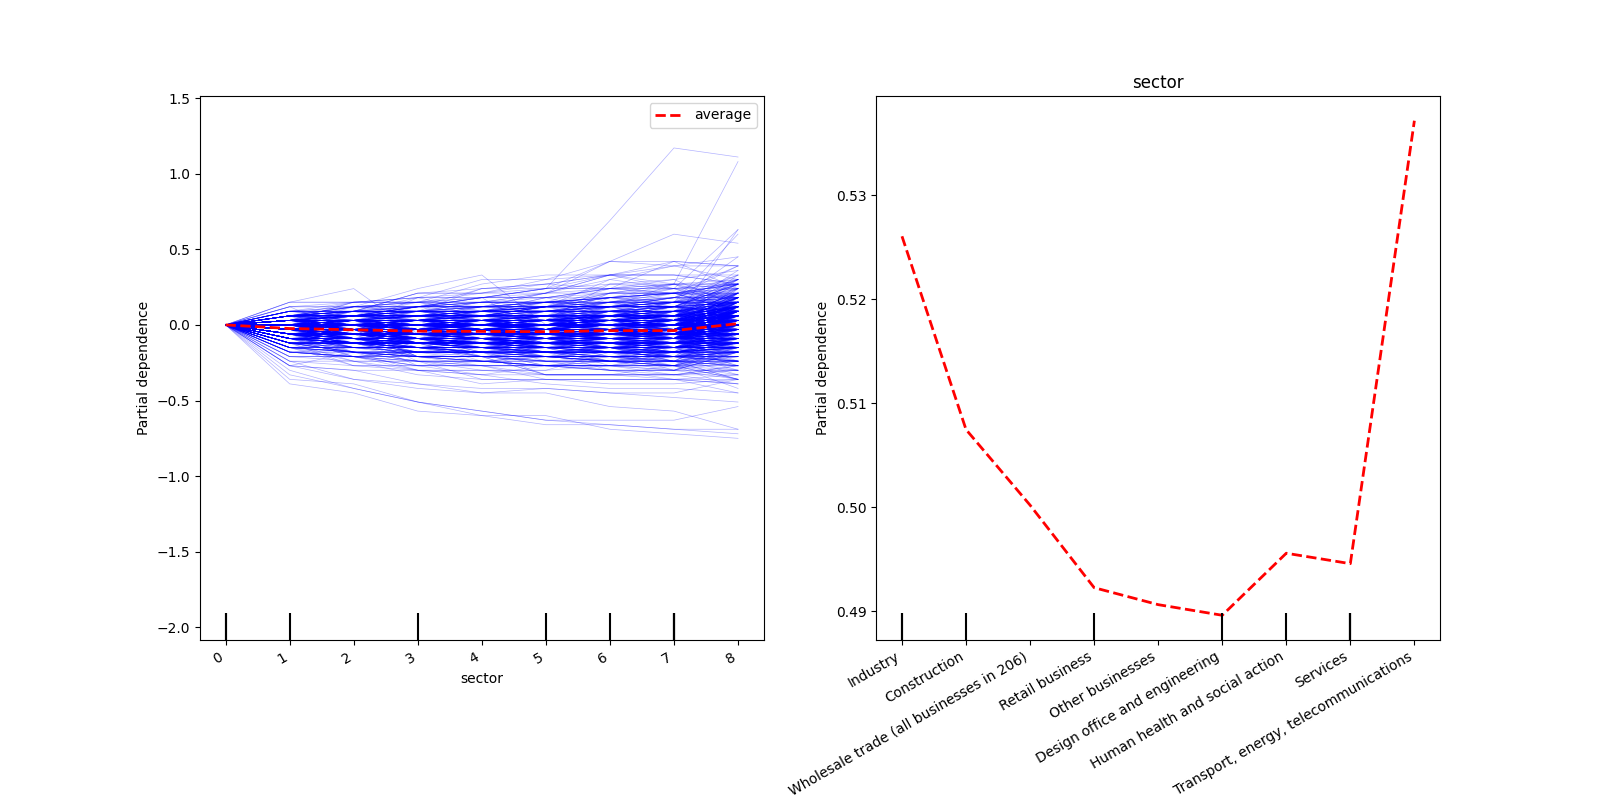 average
1.5
1.0
0.5
0.0
−0.5
−1.0
−1.5
−2.0
Partial dependence
0
1
2
3
4
5
6
7
8
sector
sector
0.53
0.52
0.51
0.50
0.49
Partial dependence
Industry
Construction
Wholesale trade (all businesses in 206)
Retail business
Other businesses
Design office and engineering
Human health and social action
Services
Transport, energy, telecommunications